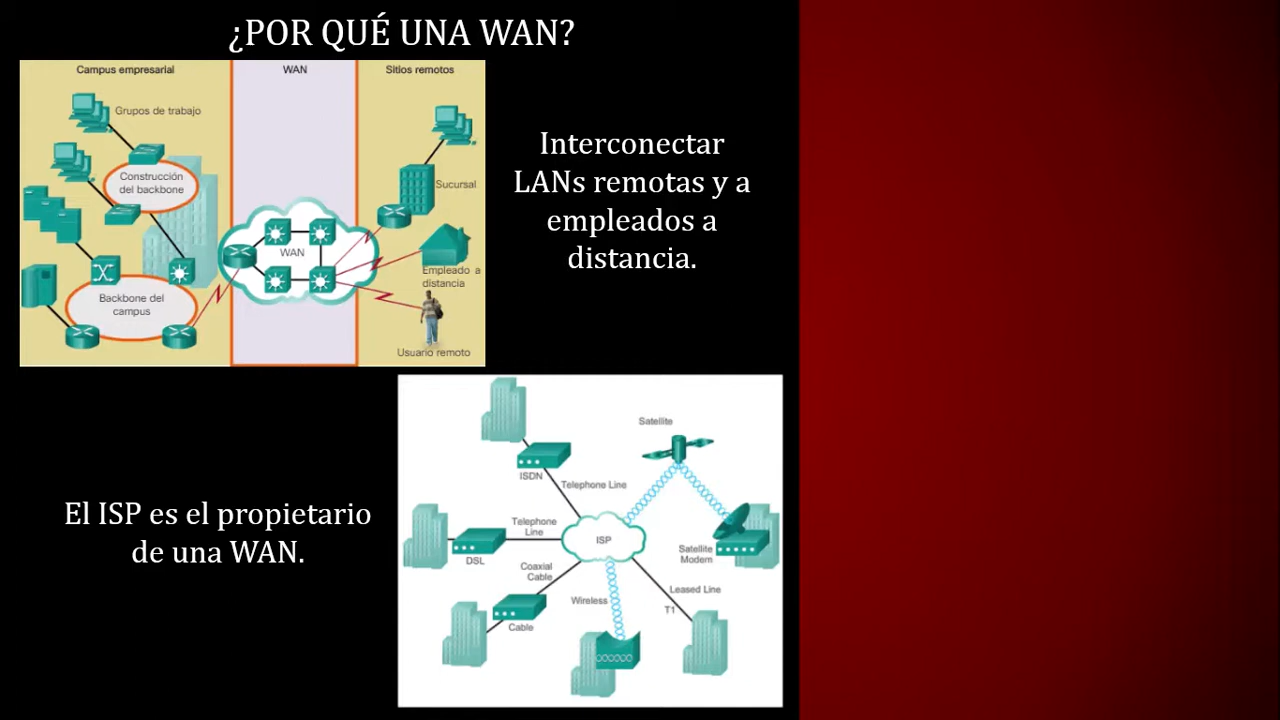 ¿POR QUÉ UNA WAN?
Campus empresarial
WAN
Sitios remotos
Grupos de trabajo
Construcción
del backbone
Sucursal
WAN
Empleado a
distancia
Backbone del
campus
Usuario remoto
Interconectar
LANs remotas y a
empleados a
distancia.
El ISP es el propietario
de una WAN.
Satellite
ISDN
Telephone Line
Telephone
Line
ISP
DSL
Satellite
Modem
Coaxial
Cable
Leased Line
Wireless
T1
Cable